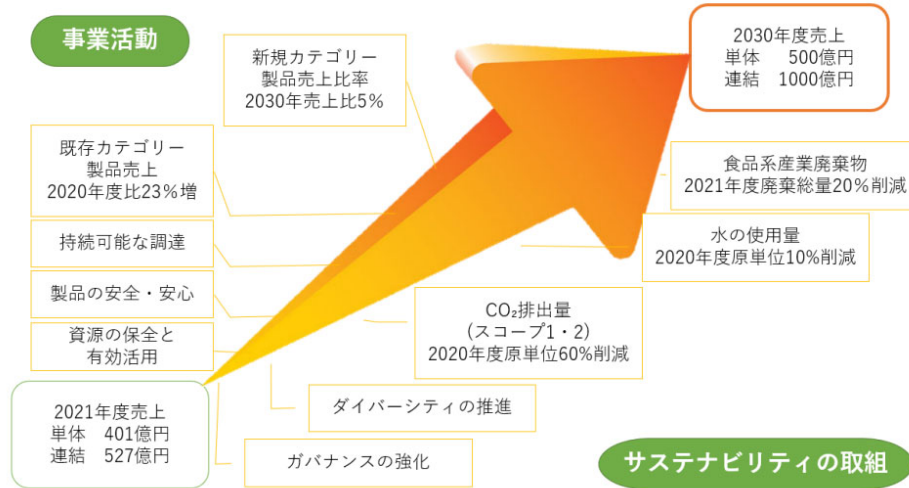 事業活動
新規カテゴリー
製品売上比率
2030年売上比5%
2030年度売上
単体 500億円
連結 1000億円
既存カテゴリー
製品売上
2020年度比23%増
食品系産業廃棄物
2021年度廃棄総量20%削減
持続可能な調達
水の使用量
2020年度原単位10%削減
製品の安全・安心
CO₂排出量
(スコープ1・2)
2020年度原単位60%削減
資源の保全と
有効活用
2021年度売上
単体 401億円
連結 527億円
ダイバーシティの推進
ガバナンスの強化
サステナビリティの取組